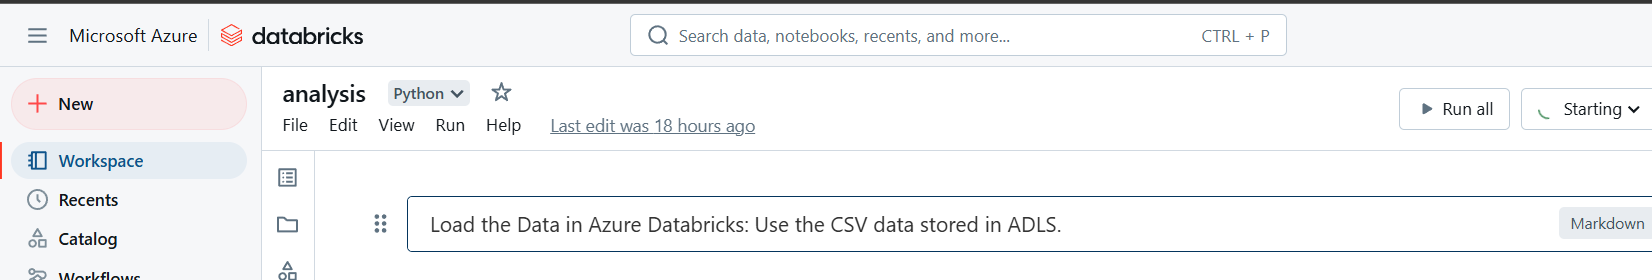 Microsoft Azure databricks
Search data, notebooks, recents, and more... CTRL + P
New
Workspace
Recents
Catalog
Workflows
analysis Python
File Edit View Run Help Last edit was 18 hours ago
Run all Starting
Load the Data in Azure Databricks: Use the CSV data stored in ADLS.
Markdown